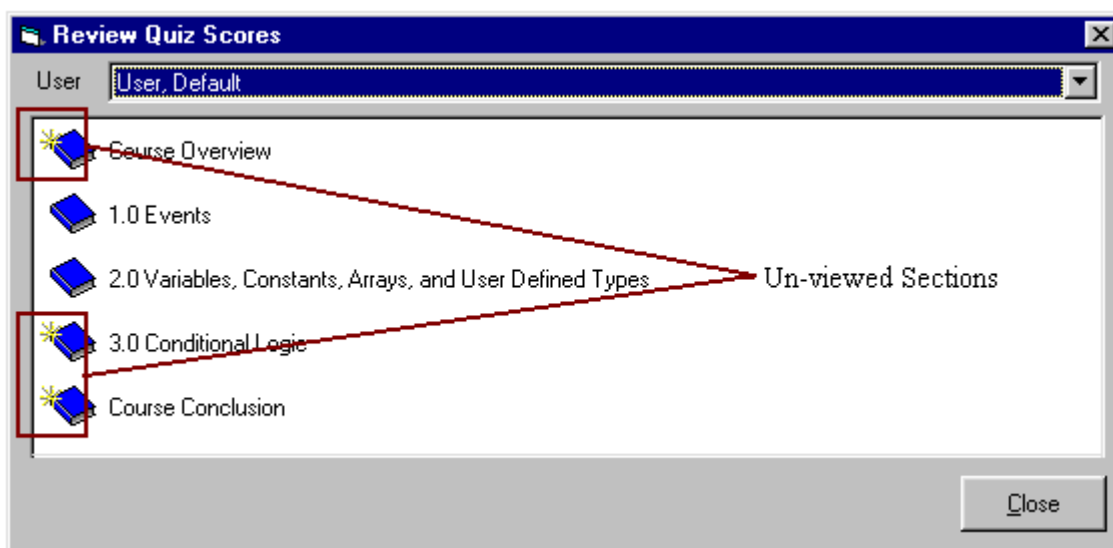 Review Quiz Scores
User User, Default
Course Overview
1.0 Events
2.0 Variables, Constants, Arrays, and User Defined Types
Un-viewed Sections
3.0 Conditional Logic
Course Conclusion
Close